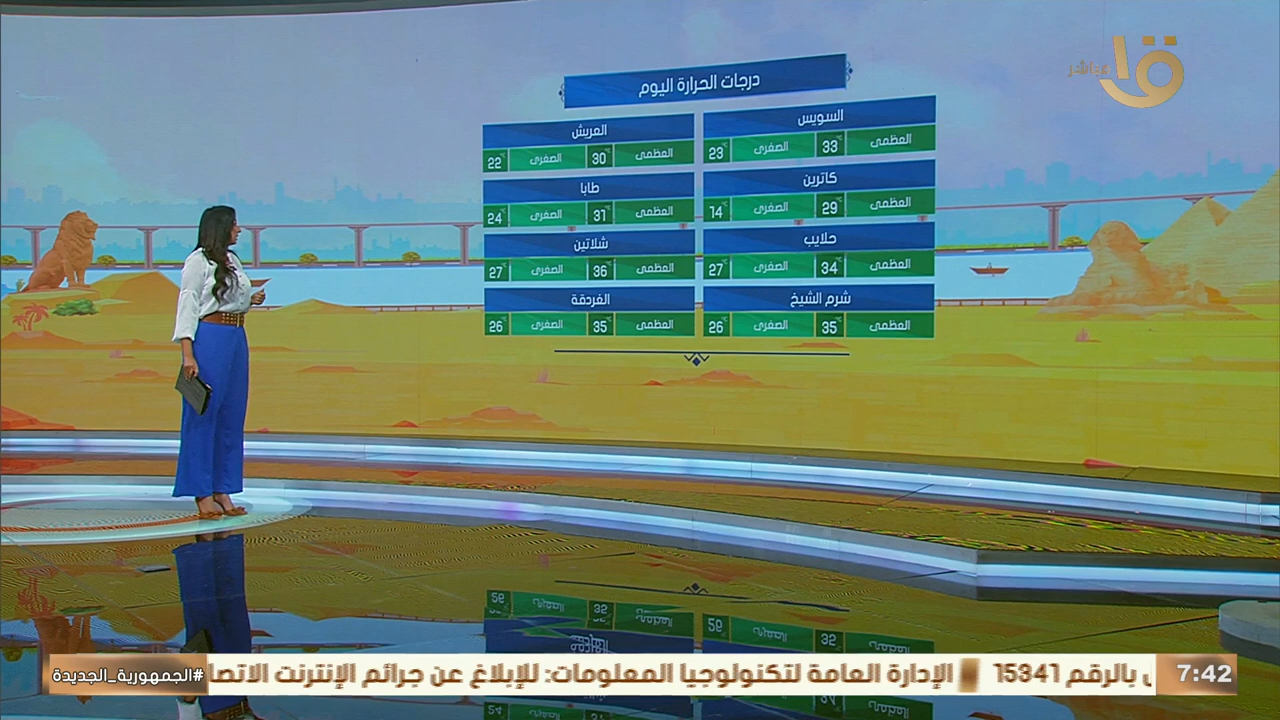 مباشر
درجات الحرارة اليوم
السويس
العظمى 33 الصغرى 23
العريش
العظمى 30 الصغرى 22
كاترين
العظمى 29 الصغرى 14
طابا
العظمى 31 الصغرى 24
حلايب
العظمى 34 الصغرى 27
شلاتين
العظمى 36 الصغرى 27
شرم الشيخ
العظمى 35 الصغرى 26
الغردقة
العظمى 35 الصغرى 26
7:42
بالرقم 15341 الإدارة العامة لتكنولوجيا المعلومات: للإبلاغ عن جرائم الإنترنت الاتصا
#الجمهورية_الجديدة